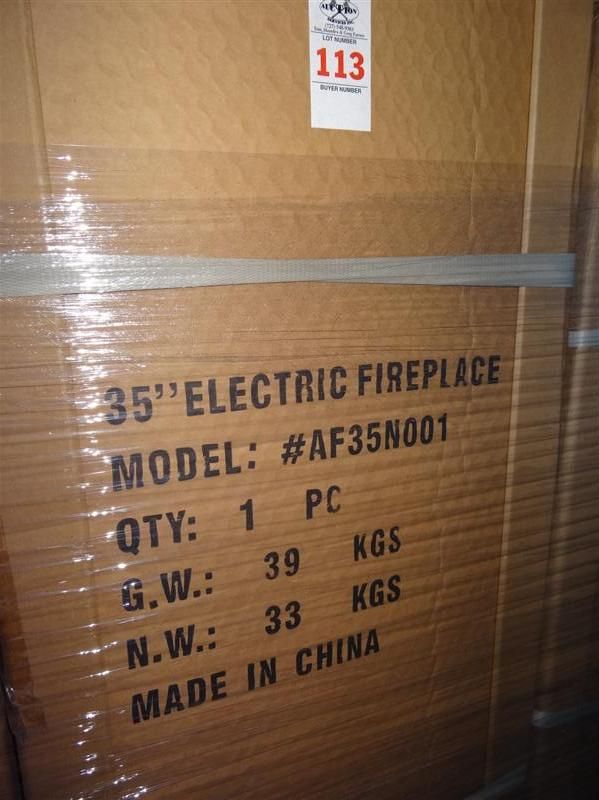 AUCTION
LOT NUMBER
113
BUYER NUMBER
35'' ELECTRIC FIREPLACE
MODEL: #AF35N001
QTY: 1 PC
G.W.: 39 KGS
N.W.: 33 KGS
MADE IN CHINA